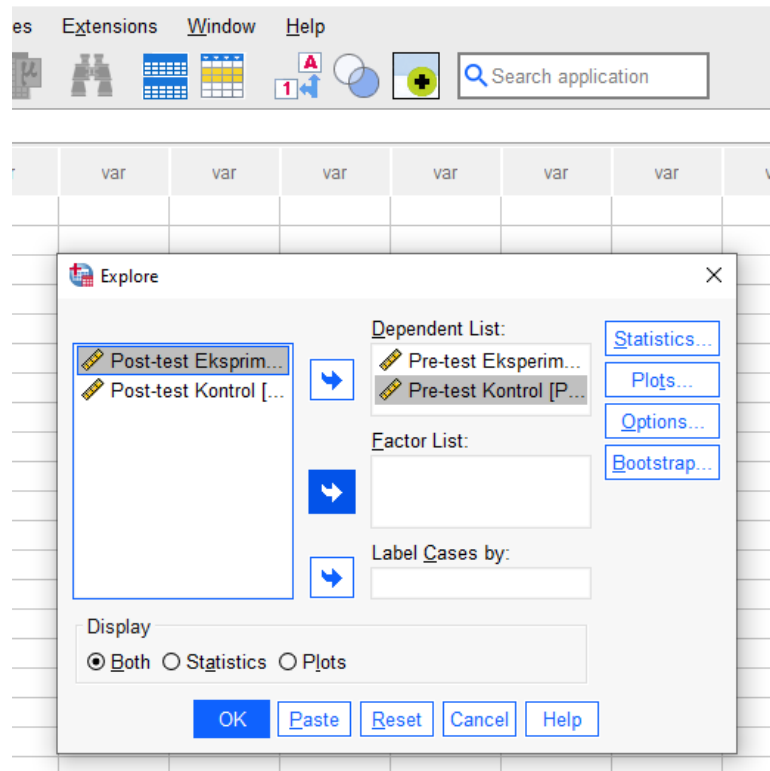 es Extensions Window Help
A
1
μ
Search application
var var var var var var
Explore
Dependent List:
Post-test Eksprim...
Post-test Kontrol [...
Pre-test Eksperim...
Pre-test Kontrol [P...
Statistics...
Plots...
Options...
Bootstrap...
Factor List:
Label Cases by:
Display
Both Statistics Plots
OK Paste Reset Cancel Help